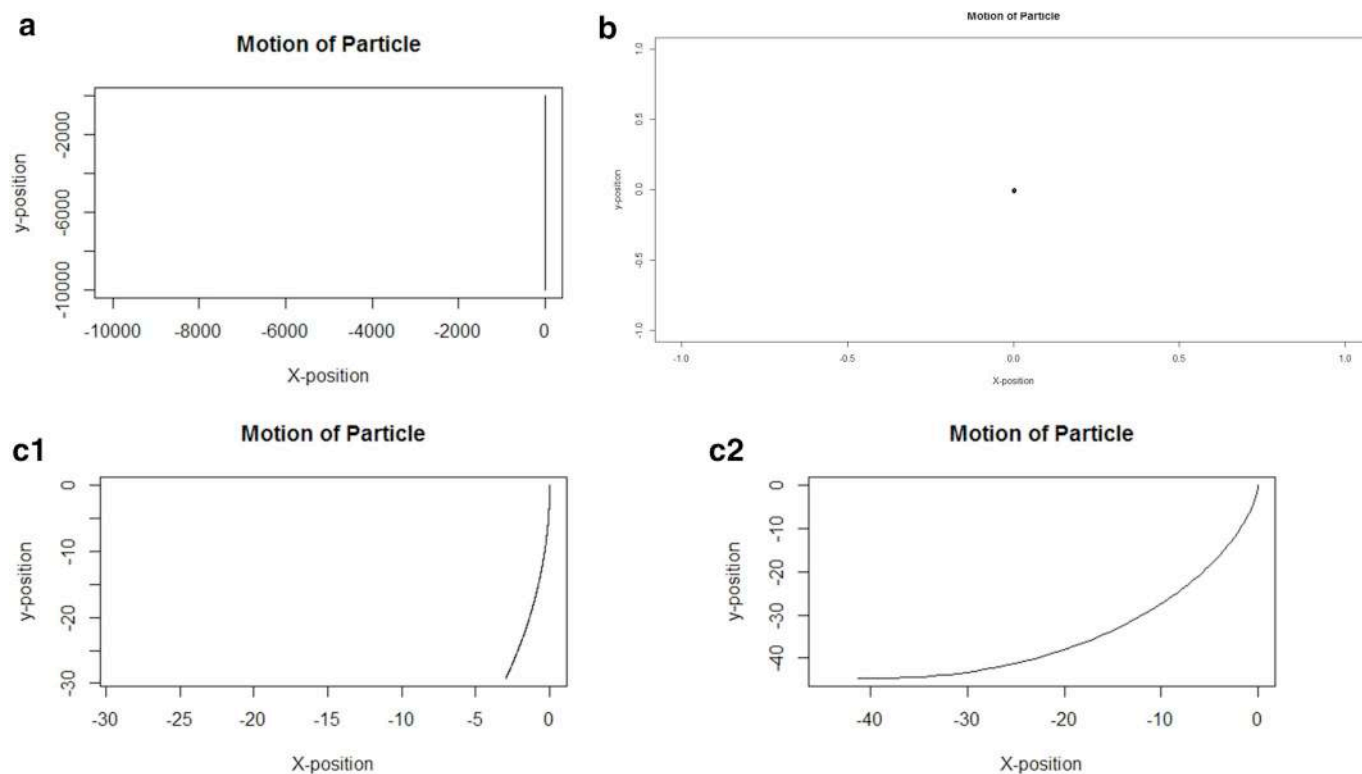 a
Motion of Particle
y-position
-2000
-6000
-10000
-10000 -8000 -6000 -4000 -2000 0
X-position
b
Motion of Particle
y-position
1.0
0.5
0.0
-0.5
-1.0
-1.0 -0.5 0.0 0.5 1.0
X-position
c1
Motion of Particle
y-position
0
-10
-20
-30
-30 -25 -20 -15 -10 -5 0
X-position
c2
Motion of Particle
y-position
0
-10
-20
-30
-40
-40 -30 -20 -10 0
X-position